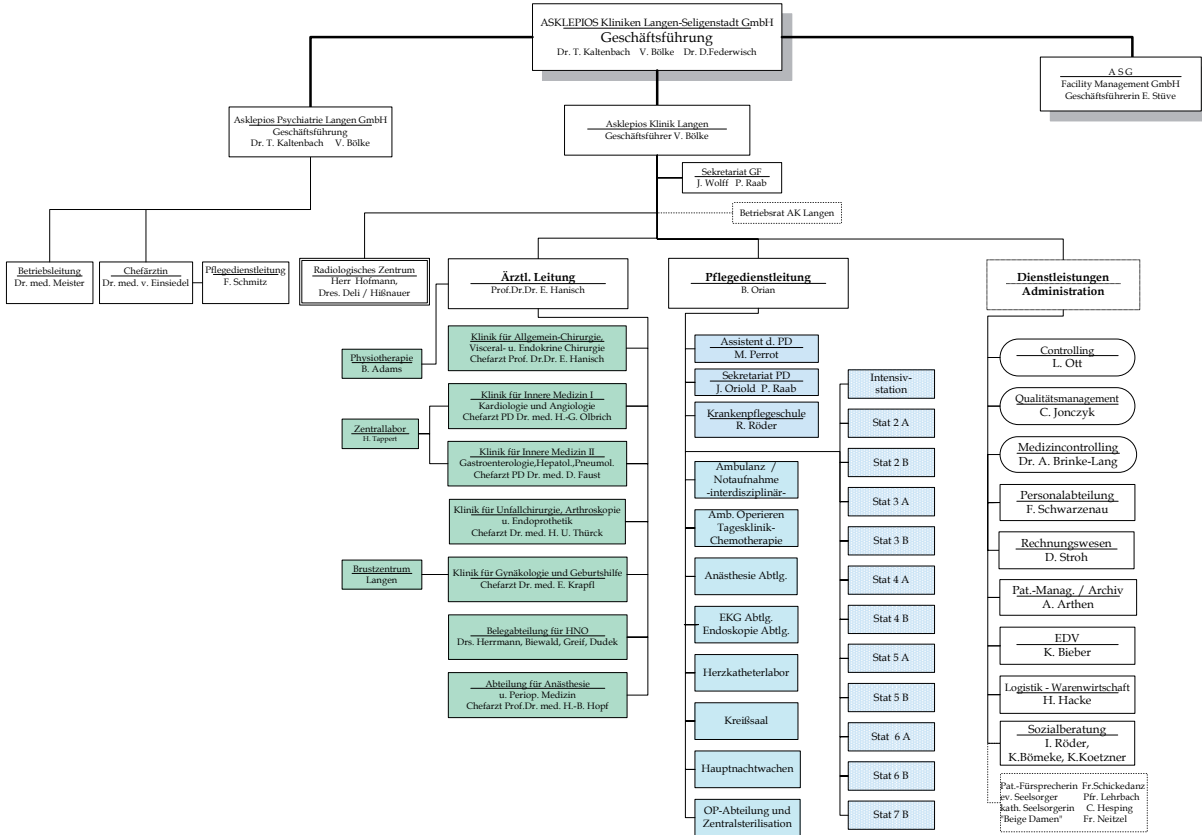 ASKLEPIOS Kliniken Langen-Seligenstadt GmbH
Geschäftsführung
Dr. T. Kaltenbach V. Bölke Dr. D.Federwisch
A S G
Facility Management GmbH
Geschäftsführerin E. Stüve
Asklepios Psychiatrie Langen GmbH
Geschäftsführung
Dr. T. Kaltenbach V. Bölke
Asklepios Klinik Langen
Geschäftsführer V. Bölke
Sekretariat GF
J. Wolff P. Raab
Betriebsrat AK Langen
Betriebsleitung
Dr. med. Meister
Chefärztin
Dr. med. v. Einsiedel
Pflegedienstleitung
F. Schmitz
Radiologisches Zentrum
Herr Hofmann,
Dres. Deli / Hißnauer
Ärztl. Leitung
Prof.Dr.Dr. E. Hanisch
Pflegedienstleitung
B. Orian
Dienstleistungen
Administration
Physiotherapie
B. Adams
Zentrallabor
H. Tappert
Brustzentrum
Langen
Klinik für Allgemein-Chirurgie,
Visceral- u. Endokrine Chirurgie
Chefarzt Prof. Dr.Dr. E. Hanisch
Klinik für Innere Medizin I
Kardiologie und Angiologie
Chefarzt PD Dr. med. H.-G. Olbrich
Klinik für Innere Medizin II
Gastroenterologie,Hepatol.,Pneumol.
Chefarzt PD Dr. med. D. Faust
Klinik für Unfallchirurgie, Arthroskopie
u. Endoprothetik
Chefarzt Dr. med. H. U. Thürck
Klinik für Gynäkologie und Geburtshilfe
Chefarzt Dr. med. E. Krapfl
Belegabteilung für HNO
Drs. Herrmann, Biewald, Greif, Dudek
Abteilung für Anästhesie
u. Periop. Medizin
Chefarzt Prof.Dr. med. H.-B. Hopf
Assistent d. PD
M. Perrot
Sekretariat PD
J. Oriold P. Raab
Krankenpflegeschule
R. Röder
Ambulanz /
Notaufnahme
-interdisziplinär-
Amb. Operieren
Tagesklinik-
Chemotherapie
Anästhesie Abtlg.
EKG Abtlg.
Endoskopie Abtlg.
Herzkatheterlabor
Kreißsaal
Hauptnachtwachen
OP-Abteilung und
Zentralsterilisation
Intensiv-
station
Stat 2 A
Stat 2 B
Stat 3 A
Stat 3 B
Stat 4 A
Stat 4 B
Stat 5 A
Stat 5 B
Stat 6 A
Stat 6 B
Stat 7 B
Controlling
L. Ott
Qualitätsmanagement
C. Jonczyk
Medizincontrolling
Dr. A. Brinke-Lang
Personalabteilung
F. Schwarzenau
Rechnungswesen
D. Stroh
Pat.-Manag. / Archiv
A. Arthen
EDV
K. Bieber
Logistik - Warenwirtschaft
H. Hacke
Sozialberatung
I. Röder,
K.Bömeke, K.Koetzner
Pat.-Fürsprecherin Fr.Schickedanz
ev. Seelsorger Pfr. Lehrbach
kath. Seelsorgerin C. Hesping
"Beige Damen" Fr. Neitzel